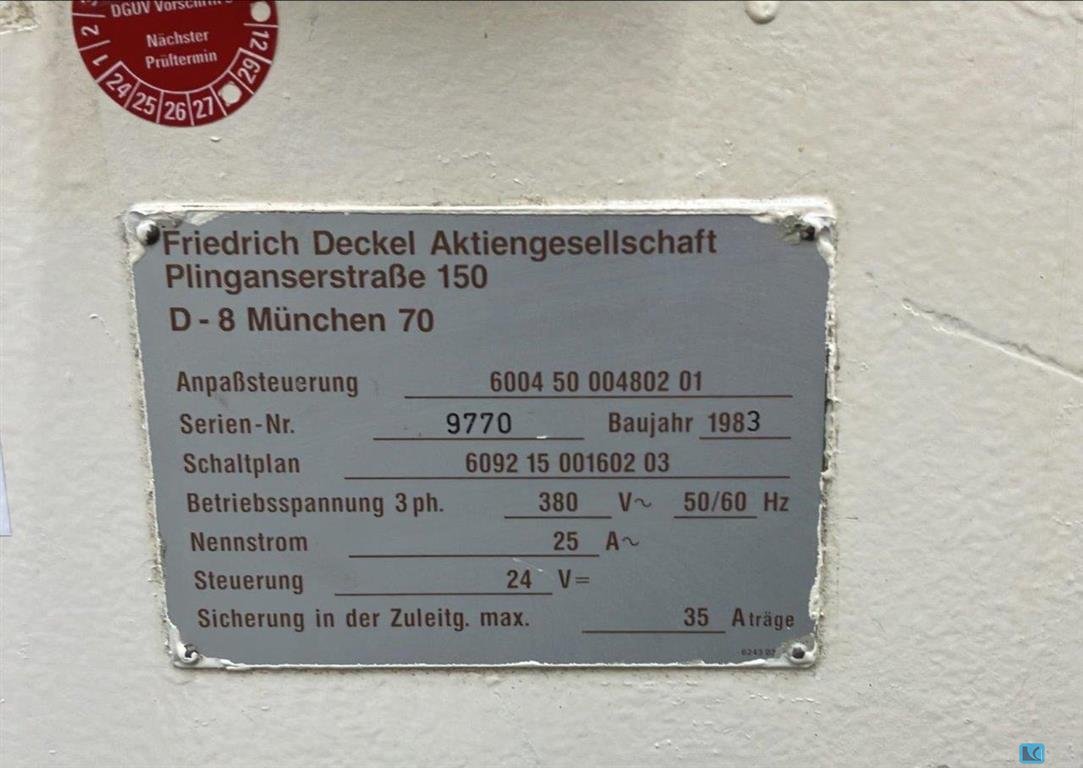 DGUV Vorschrift 3
Nächster
Prüftermin
1 2 12
24 25 26 27 29
Friedrich Deckel Aktiengesellschaft
Plinganserstraße 150
D-8 München 70
Anpaßsteuerung 6004 50 004802 01
Serien-Nr. 9770 Baujahr 1983
Schaltplan 6092 15 001602 03
Betriebsspannung 3 ph. 380 V~ 50/60 Hz
Nennstrom 25 A~
Steuerung 24 V=
Sicherung in der Zuleitg. max. 35 A träge